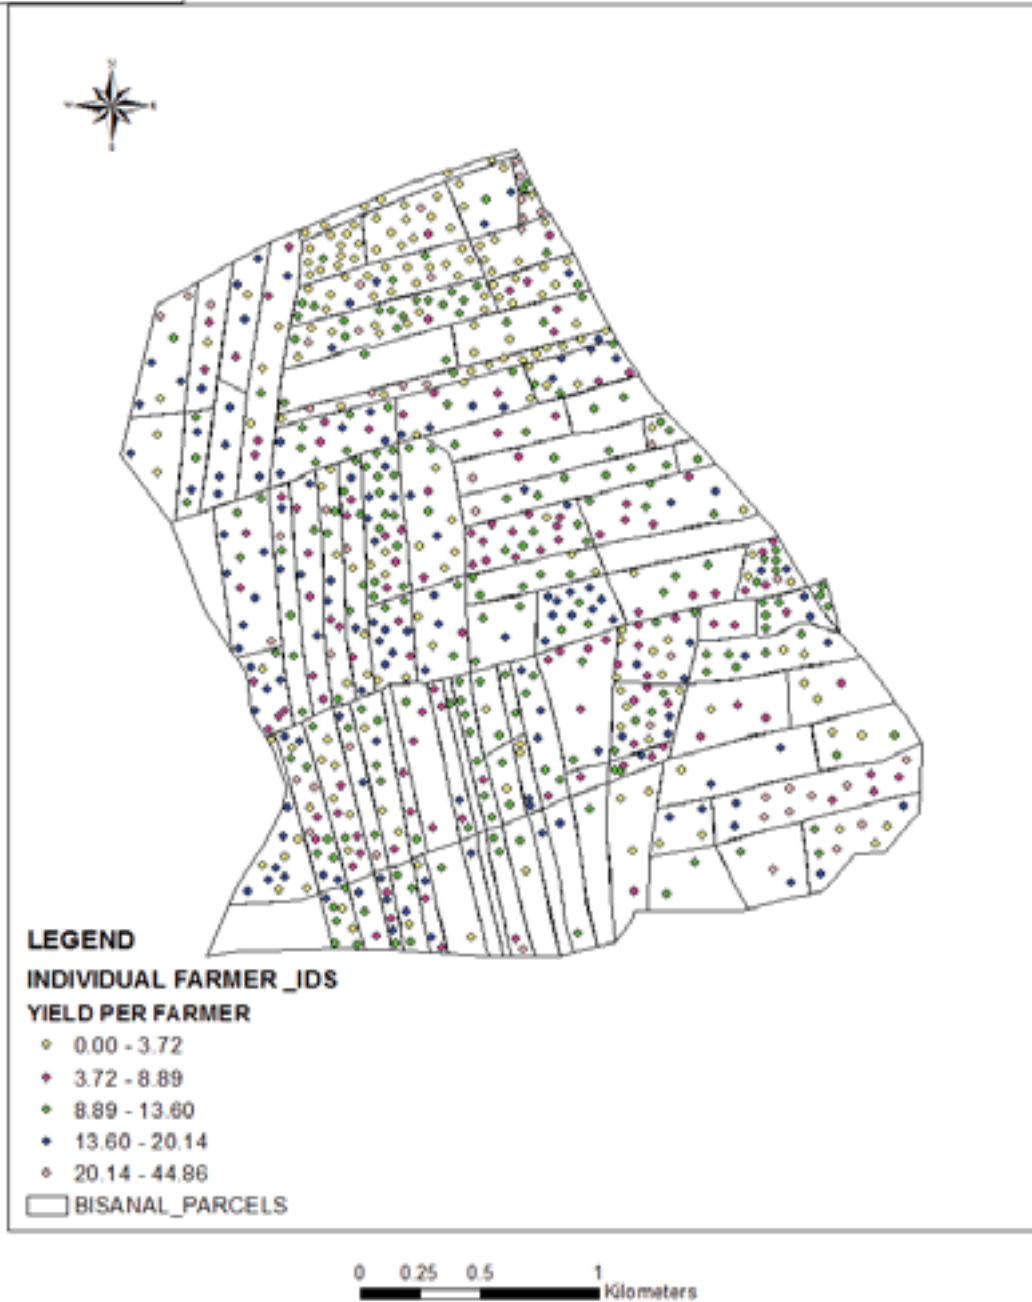 LEGEND
INDIVIDUAL FARMER _IDS
YIELD PER FARMER
0.00 - 3.72
3.72 - 8.89
8.89 - 13.60
13.60 - 20.14
20.14 - 44.86
BISANAL_PARCELS
0 0.25 0.5 1
Kilometers